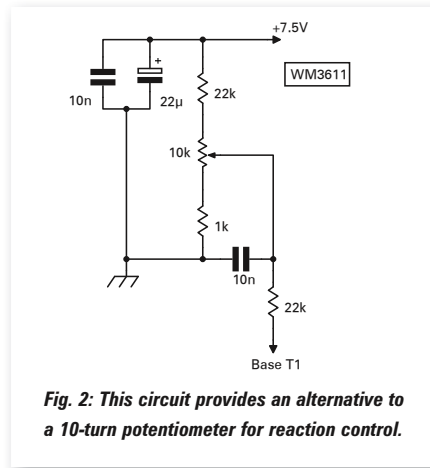 +7.5V
WM3611
+
10n
22µ
22k
10k
1k
10n
22k
Base T1
Fig. 2: This circuit provides an alternative to
a 10-turn potentiometer for reaction control.